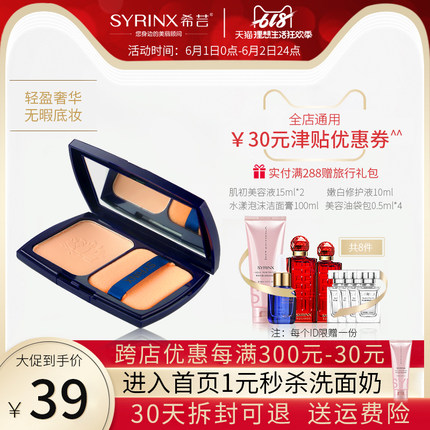 SYRINX®希芸
您身边的美丽顾问
618
天猫 理想生活狂欢季
活动时间：6月1日0点-6月2日24点
轻盈奢华
无暇底妆
全店通用
￥30元津贴优惠券^^
实付满288赠旅行礼包
肌初美容液15ml*2 嫩白修护液10ml
水漾泡沫洁面膏100ml 美容油袋包0.5ml*4
共8件
SYRINX
注：每个ID限赠一份
大促到手价
￥39
跨店优惠每满300元-30元
进入首页1元秒杀洗面奶
30天拆封可退 送运费险